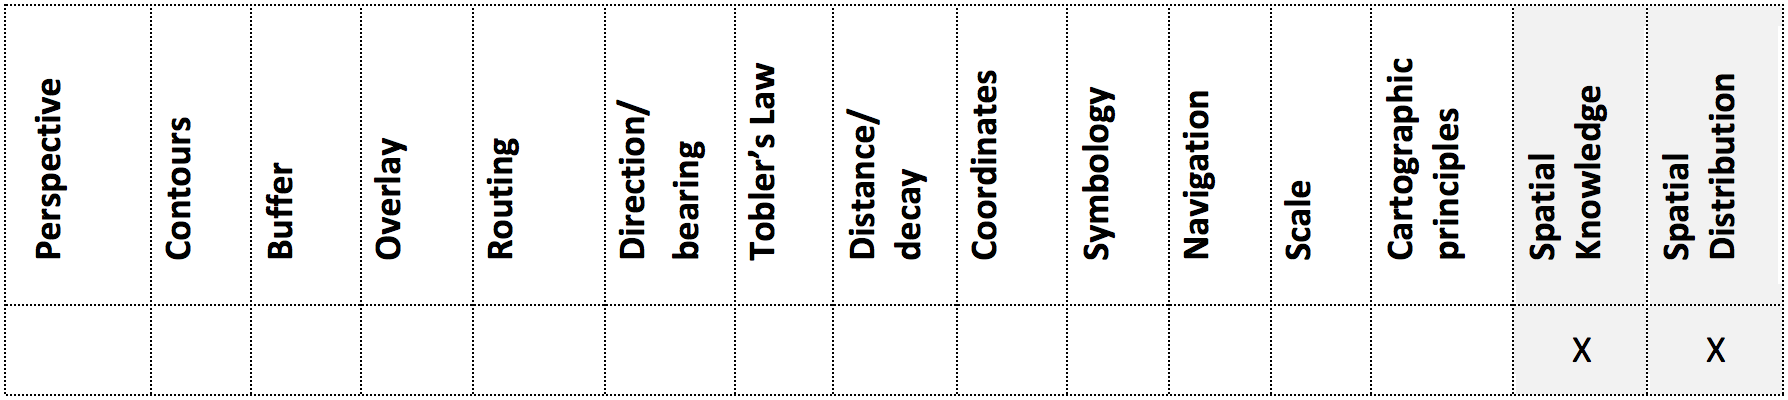 Perspective
Contours
Buffer
Overlay
Routing
Direction/
bearing
Tobler’s Law
Distance/
decay
Coordinates
Symbology
Navigation
Scale
Cartographic
principles
Spatial
Knowledge
Spatial
Distribution
X
X